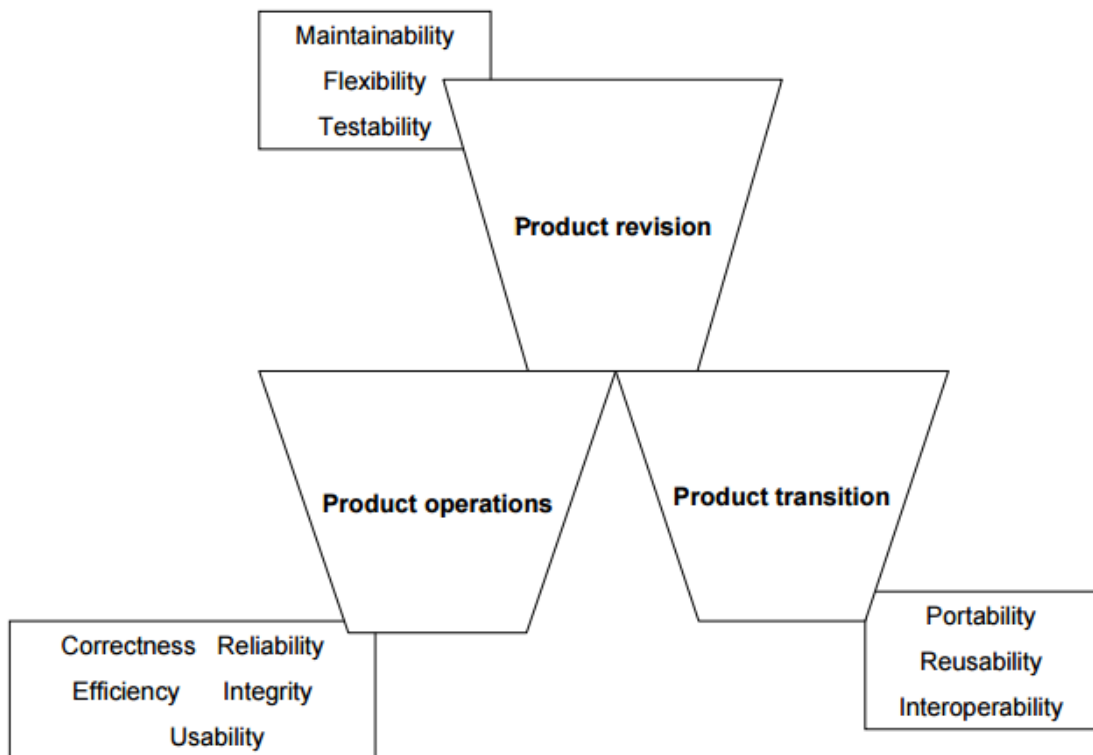 Maintainability
Flexibility
Testability
Product revision
Product operations
Product transition
Correctness Reliability
Efficiency Integrity
Usability
Portability
Reusability
Interoperability